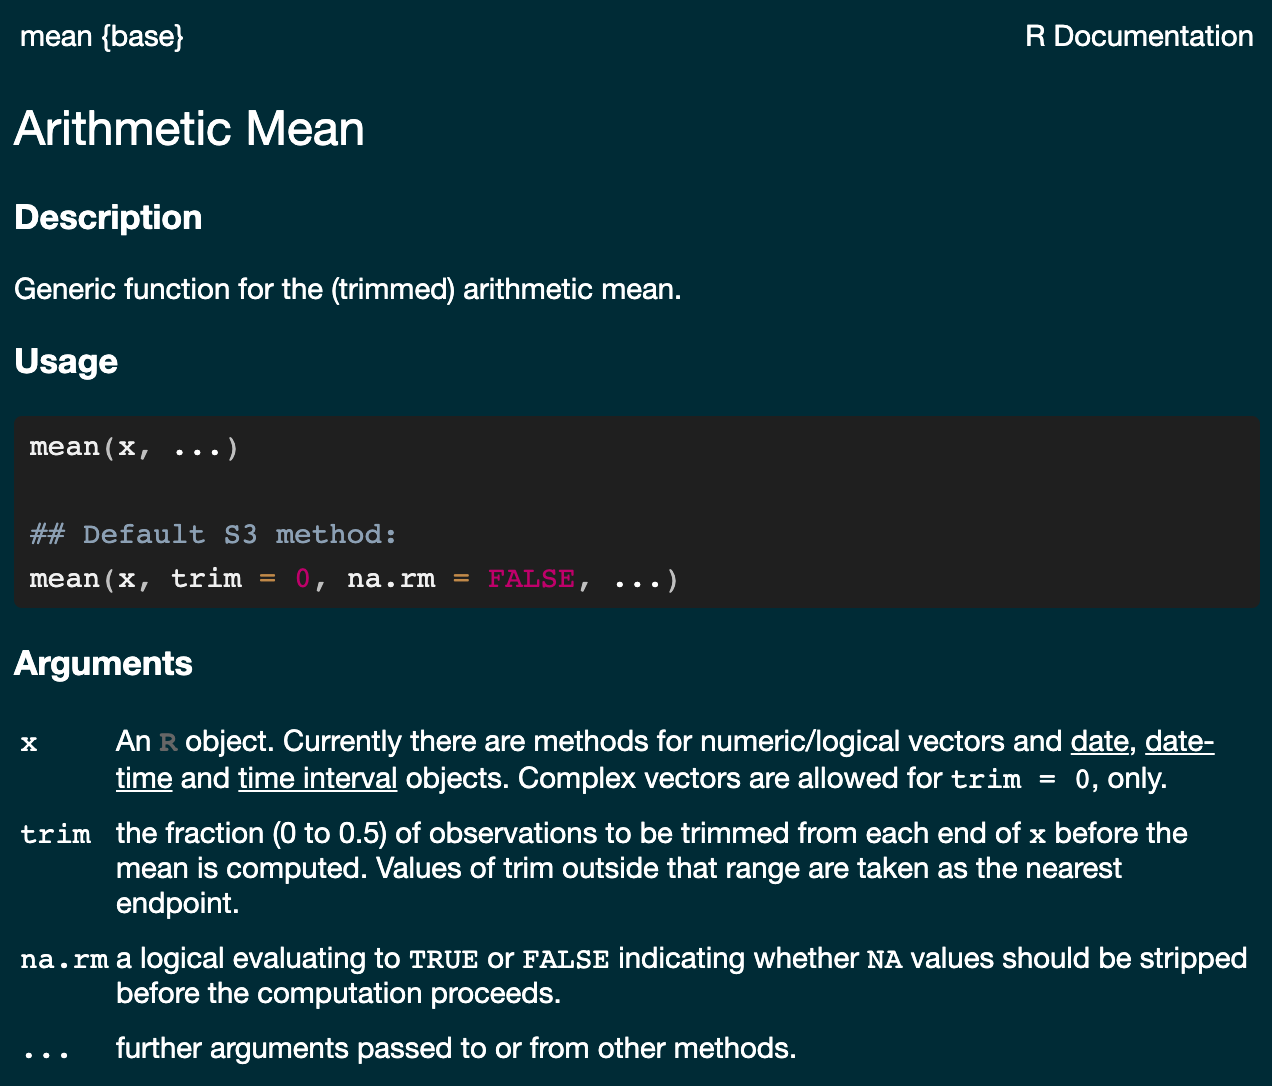 mean {base}
R Documentation
Arithmetic Mean
Description
Generic function for the (trimmed) arithmetic mean.
Usage
mean(x, ...)
## Default S3 method:
mean(x, trim = 0, na.rm = FALSE, ...)
Arguments
x An R object. Currently there are methods for numeric/logical vectors and date, date-
time and time interval objects. Complex vectors are allowed for trim = 0, only.
trim the fraction (0 to 0.5) of observations to be trimmed from each end of x before the
mean is computed. Values of trim outside that range are taken as the nearest
endpoint.
na.rm a logical evaluating to TRUE or FALSE indicating whether NA values should be stripped
before the computation proceeds.
... further arguments passed to or from other methods.